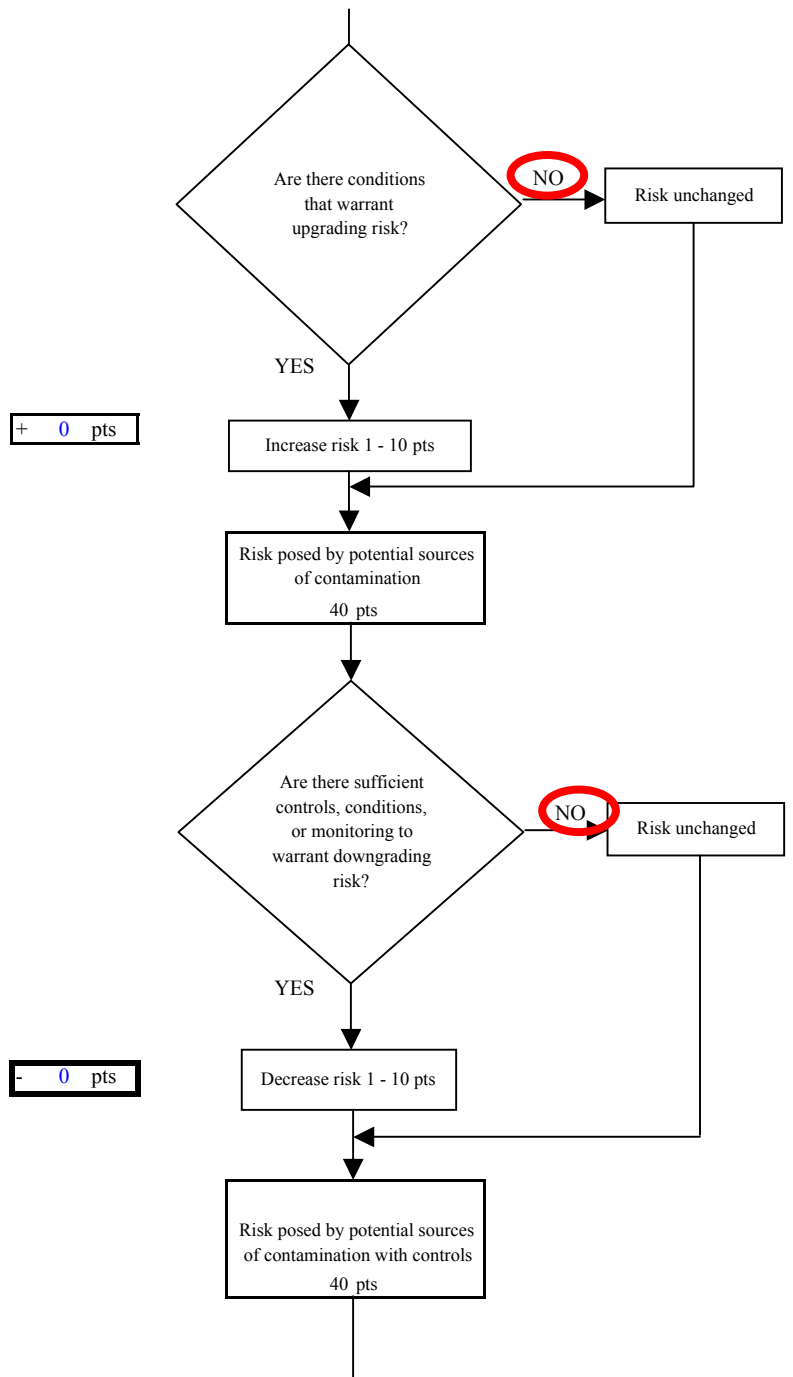 Are there conditions
that warrant
upgrading risk?
NO
Risk unchanged
YES
+ 0 pts
Increase risk 1 - 10 pts
Risk posed by potential sources
of contamination
40 pts
Are there sufficient
controls, conditions,
or monitoring to
warrant downgrading
risk?
NO
Risk unchanged
YES
- 0 pts
Decrease risk 1 - 10 pts
Risk posed by potential sources
of contamination with controls
40 pts